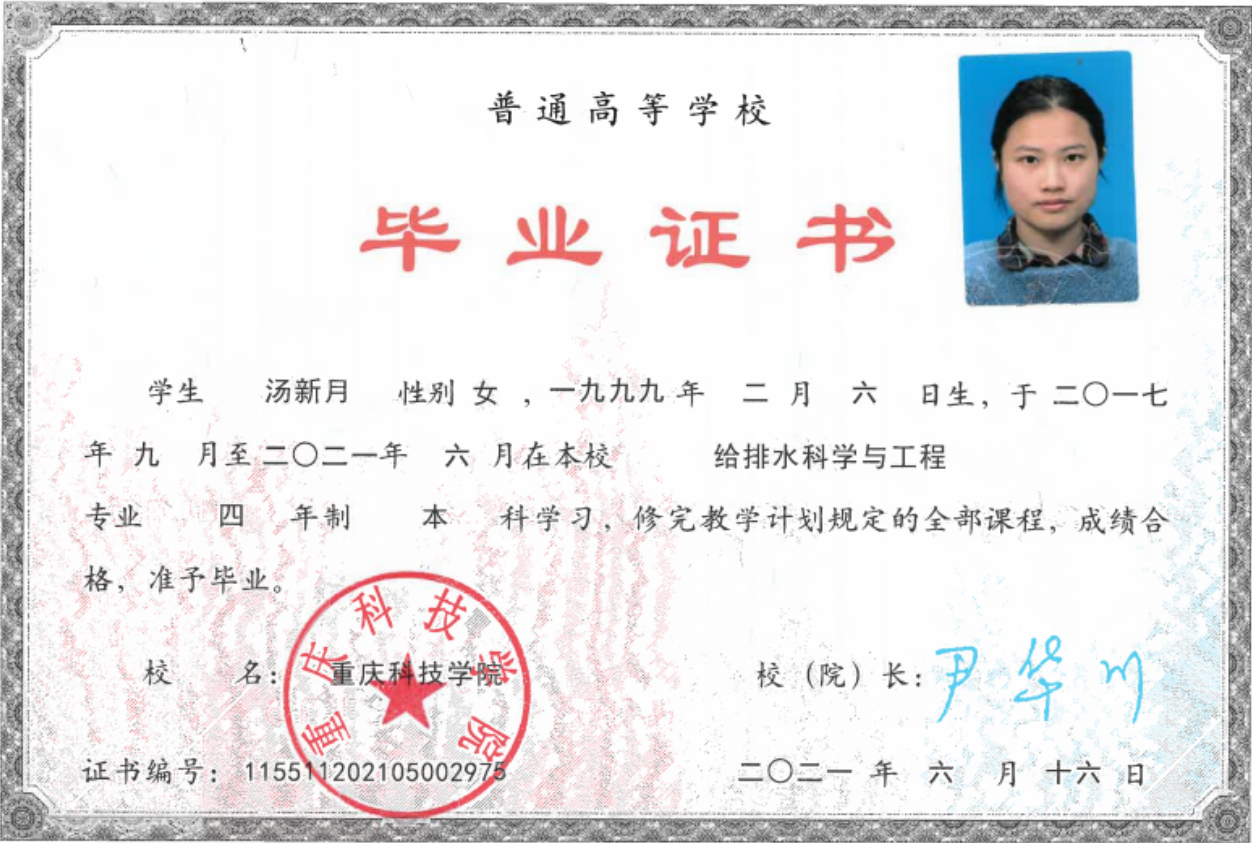 普通高等学校
毕业证书
学生 汤新月 性别 女 ，一九九九 年 二 月 六 日生，于 二〇一七
年 九 月至 二〇二一年 六 月在本校 给排水科学与工程
专业 四 年制 本 科学习，修完教学计划规定的全部课程，成绩合
格，准予毕业。
重庆科技学院
校 名：重庆科技学院 校（院）长：尹华川
证书编号：115511202105002975 二〇二一 年 六 月 十六 日